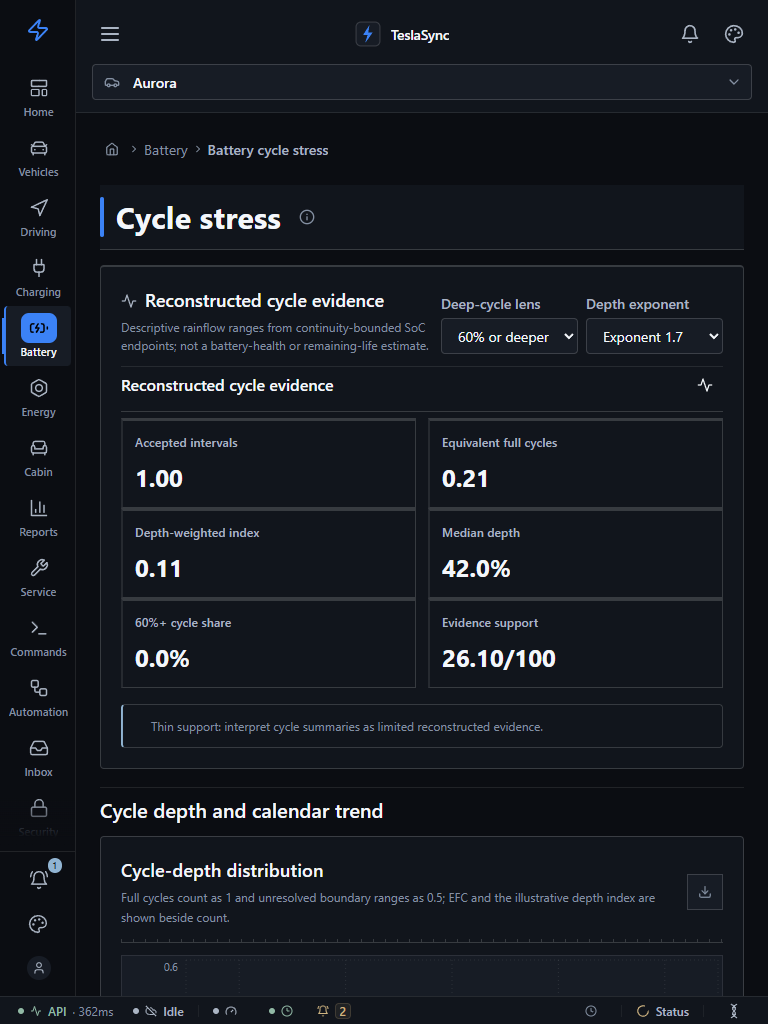 TeslaSync
Aurora
Home
Vehicles
Driving
Charging
Battery
Energy
Cabin
Reports
Service
Commands
Automation
Inbox
Security
1
Battery
Battery cycle stress
Cycle stress
Reconstructed cycle evidence
Descriptive rainflow ranges from continuity-bounded SoC
endpoints; not a battery-health or remaining-life estimate.
Deep-cycle lens
60% or deeper
Depth exponent
Exponent 1.7
Reconstructed cycle evidence
Accepted intervals
1.00
Equivalent full cycles
0.21
Depth-weighted index
0.11
Median depth
42.0%
60%+ cycle share
0.0%
Evidence support
26.10/100
Thin support: interpret cycle summaries as limited reconstructed evidence.
Cycle depth and calendar trend
Cycle-depth distribution
Full cycles count as 1 and unresolved boundary ranges as 0.5; EFC and the illustrative depth index are
shown beside count.
0.6
API · 362ms
Idle
2
Status